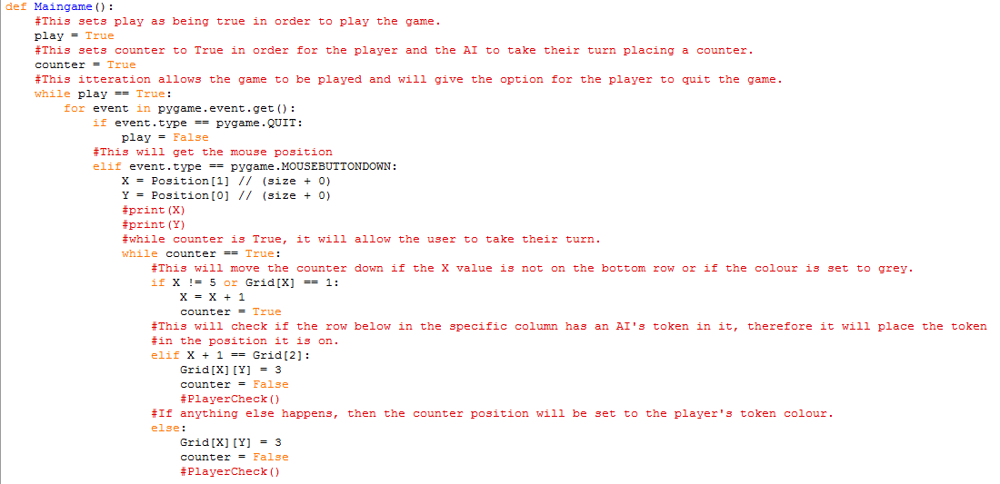 def Maingame():
    #This sets play as being true in order to play the game.
    play = True
    #This sets counter to True in order for the player and the AI to take their turn placing a counter.
    counter = True
    #This itteration allows the game to be played and will give the option for the player to quit the game.
    while play == True:
        for event in pygame.event.get():
            if event.type == pygame.QUIT:
                play = False
            #This will get the mouse position
            elif event.type == pygame.MOUSEBUTTONDOWN:
                X = Position[1] // (size + 0)
                Y = Position[0] // (size + 0)
                #print(X)
                #print(Y)
                #while counter is True, it will allow the user to take their turn.
                while counter == True:
                    #This will move the counter down if the X value is not on the bottom row or if the colour is set to grey.
                    if X != 5 or Grid[X] == 1:
                        X = X + 1
                        counter = True
                    #This will check if the row below in the specific column has an AI's token in it, therefore it will place the token
                    #in the position it is on.
                    elif X + 1 == Grid[2]:
                        Grid[X][Y] = 3
                        counter = False
                        #PlayerCheck()
                    #If anything else happens, then the counter position will be set to the player's token colour.
                    else:
                        Grid[X][Y] = 3
                        counter = False
                        #PlayerCheck()